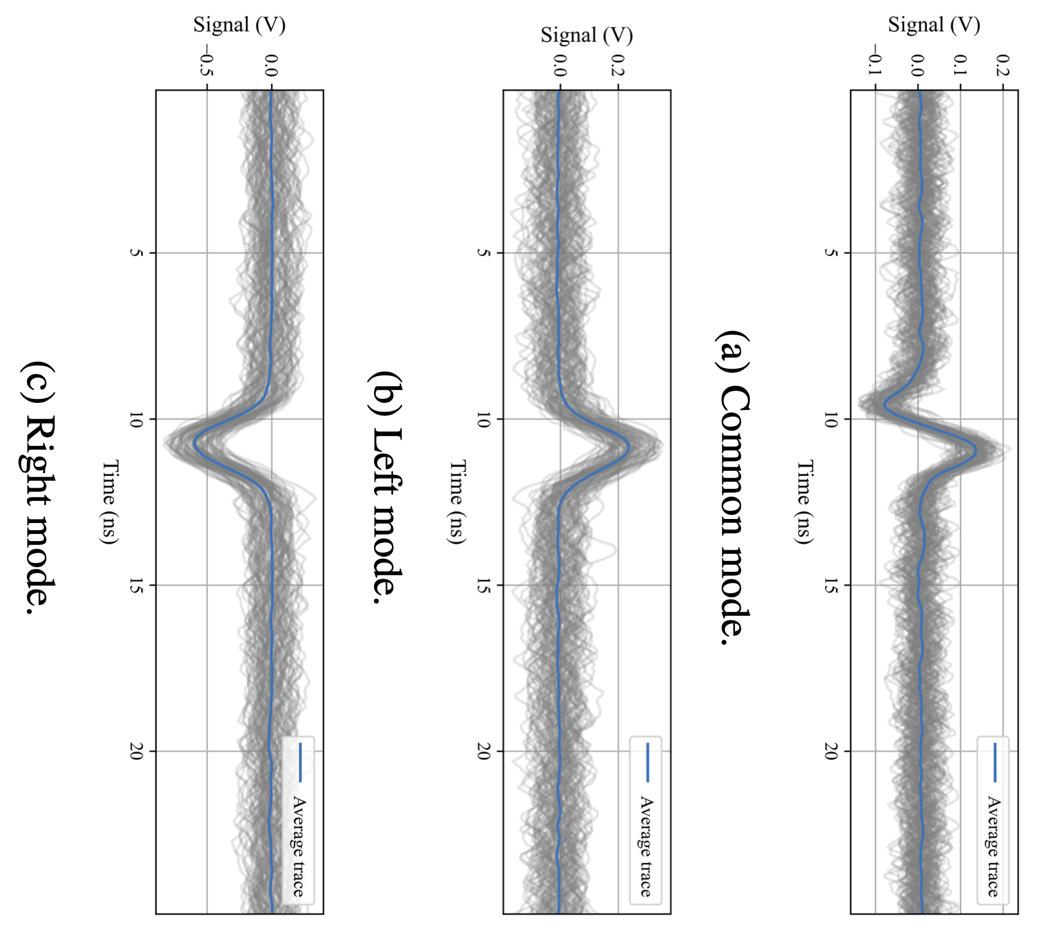 Signal (V)
−0.1 0.0 0.1 0.2
5 10 15 20
Time (ns)
Average trace
(a) Common mode.
Signal (V)
0.0 0.2
5 10 15 20
Time (ns)
Average trace
(b) Left mode.
Signal (V)
−0.5 0.0
5 10 15 20
Time (ns)
Average trace
(c) Right mode.